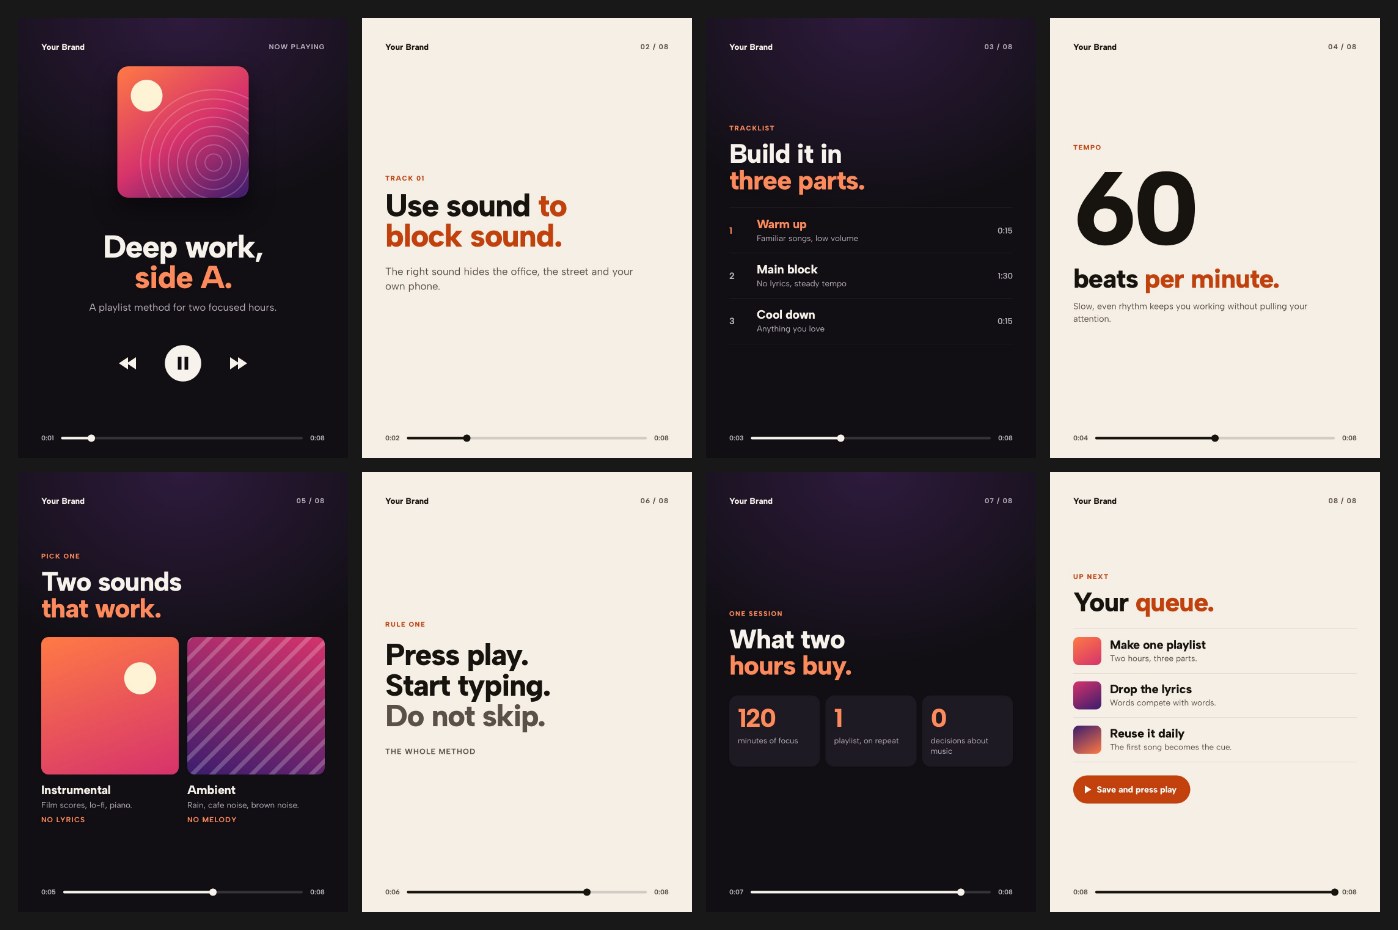 Your Brand
NOW PLAYING
Deep work,
side A.
A playlist method for two focused hours.
0:01
0:08
Your Brand
02 / 08
TRACK 01
Use sound to
block sound.
The right sound hides the office, the street and your
own phone.
0:02
0:08
Your Brand
03 / 08
TRACKLIST
Build it in
three parts.
1
Warm up
Familiar songs, low volume
0:15
2
Main block
No lyrics, steady tempo
1:30
3
Cool down
Anything you love
0:15
0:03
0:08
Your Brand
04 / 08
TEMPO
60
beats per minute.
Slow, even rhythm keeps you working without pulling your
attention.
0:04
0:08
Your Brand
05 / 08
PICK ONE
Two sounds
that work.
Instrumental
Film scores, lo-fi, piano.
NO LYRICS
Ambient
Rain, cafe noise, brown noise.
NO MELODY
0:05
0:08
Your Brand
06 / 08
RULE ONE
Press play.
Start typing.
Do not skip.
THE WHOLE METHOD
0:06
0:08
Your Brand
07 / 08
ONE SESSION
What two
hours buy.
120
minutes of focus
1
playlist, on repeat
0
decisions about
music
0:07
0:08
Your Brand
08 / 08
UP NEXT
Your queue.
Make one playlist
Two hours, three parts.
Drop the lyrics
Words compete with words.
Reuse it daily
The first song becomes the cue.
Save and press play
0:08
0:08